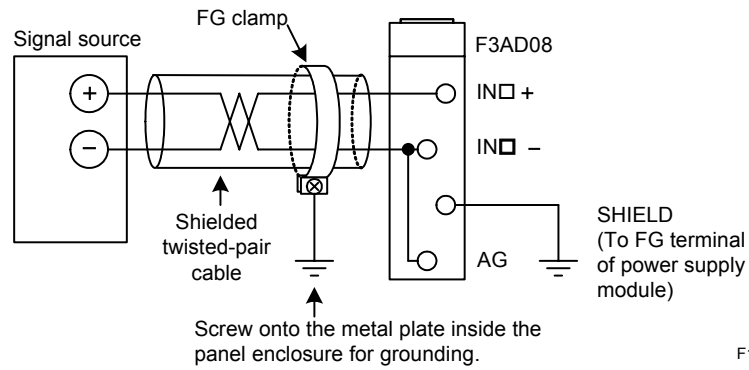 FG clamp
Signal source
F3AD08
+
IN□ +
−
IN□ −
Shielded
twisted-pair
cable
SHIELD
(To FG terminal
of power supply
module)
AG
Screw onto the metal plate inside the
panel enclosure for grounding.
F1